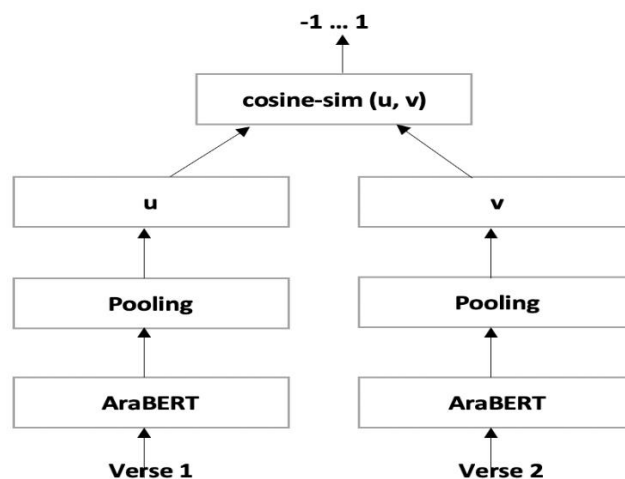 -1 ... 1
cosine-sim (u, v)
u
v
Pooling
Pooling
AraBERT
AraBERT
Verse 1
Verse 2